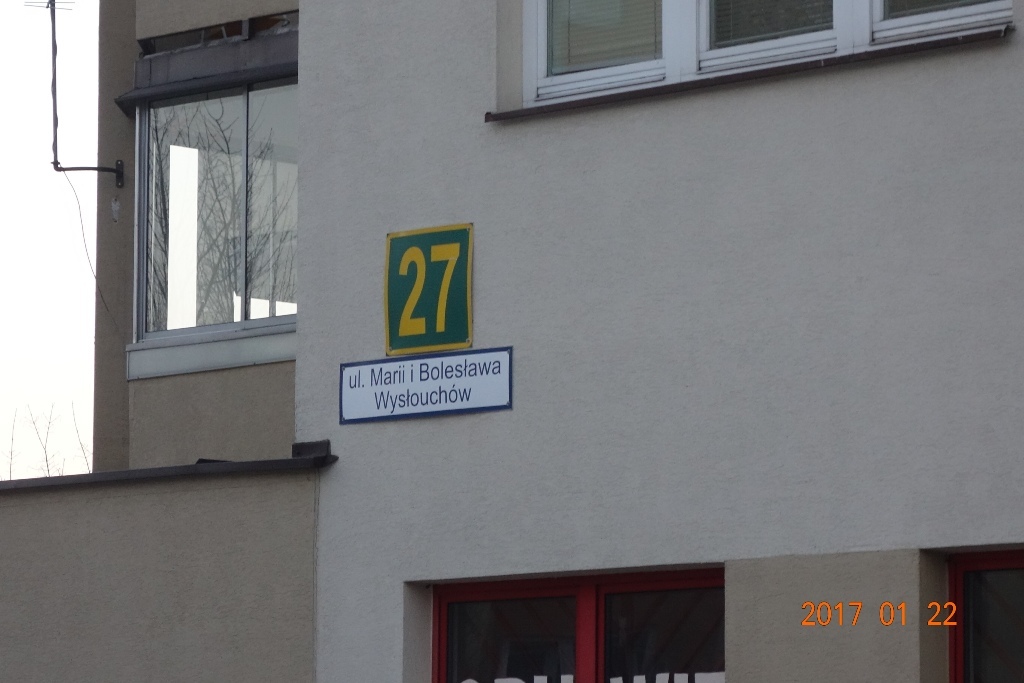 27
ul. Marii i Bolesława
Wysłouchów
2017 01 22